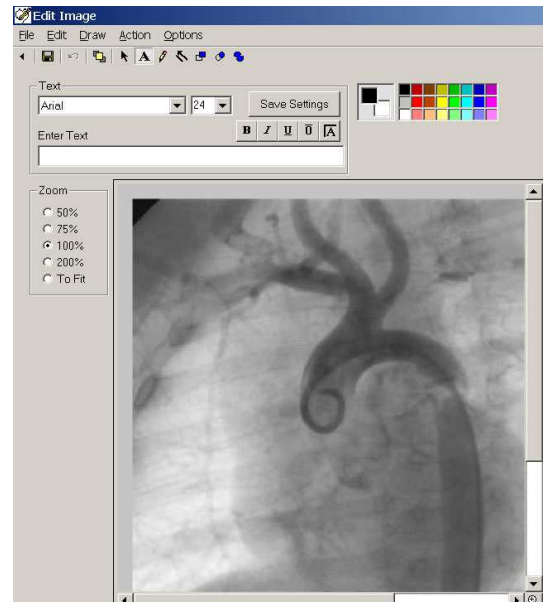 Edit Image
File Edit Draw Action Options
A
Text
Arial 24 Save Settings
B I U O A
Enter Text
Zoom
50%
75%
100%
200%
To Fit